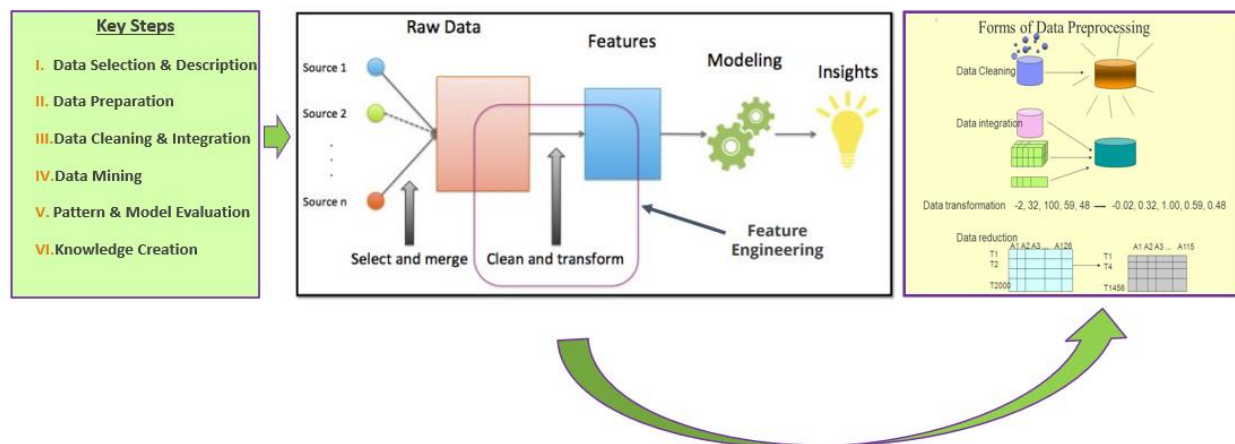 Key Steps
I. Data Selection & Description
II. Data Preparation
III.Data Cleaning & Integration
IV.Data Mining
V. Pattern & Model Evaluation
VI.Knowledge Creation
Raw Data
Features
Modeling
Insights
Source 1
Source 2
.
.
.
Source n
Select and merge
Clean and transform
Feature
Engineering
Forms of Data Preprocessing
Data Cleaning
Data integration
Data transformation -2, 32, 100, 59, 48 → -0.02, 0.32, 1.00, 0.59, 0.48
Data reduction
A1 A2 A3 ... A126
T1
T2
T2000
A1 A2 A3 ... A115
T1
T4
T1456